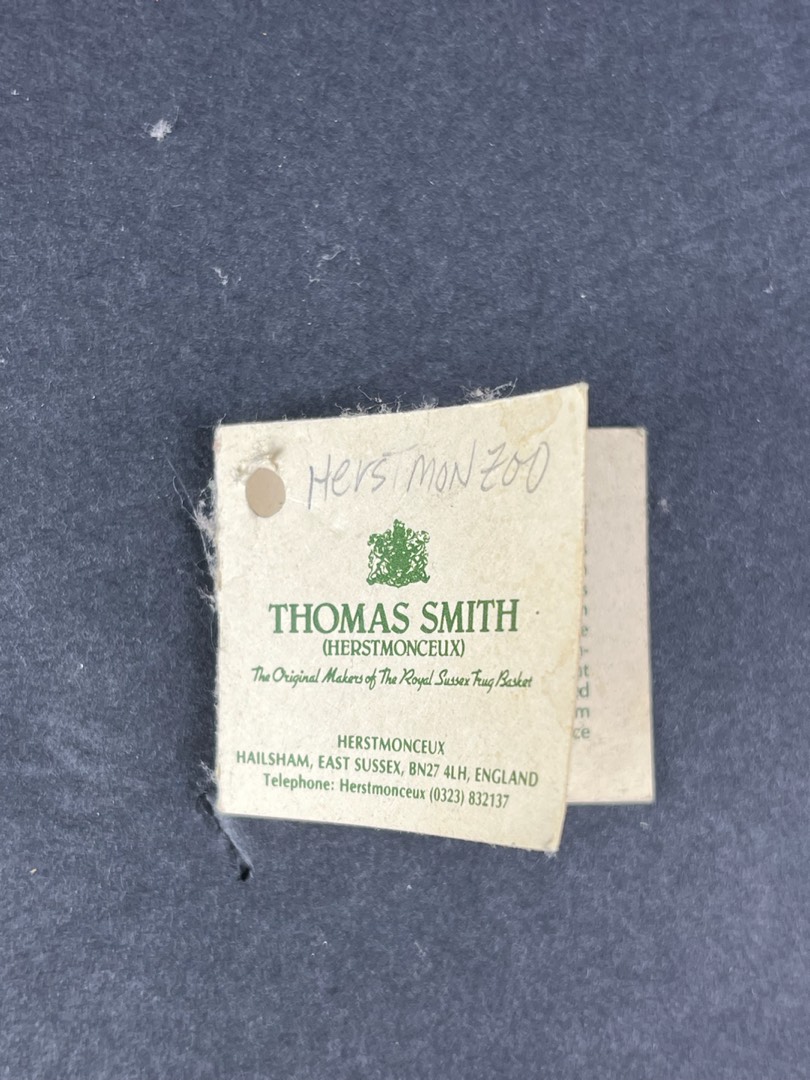 HersTMONZOO
THOMAS SMITH
(HERSTMONCEUX)
The Original Makers of The Royal Sussex Trug Basket
HERSTMONCEUX
HAILSHAM, EAST SUSSEX, BN27 4LH, ENGLAND
Telephone: Herstmonceux (0323) 832137